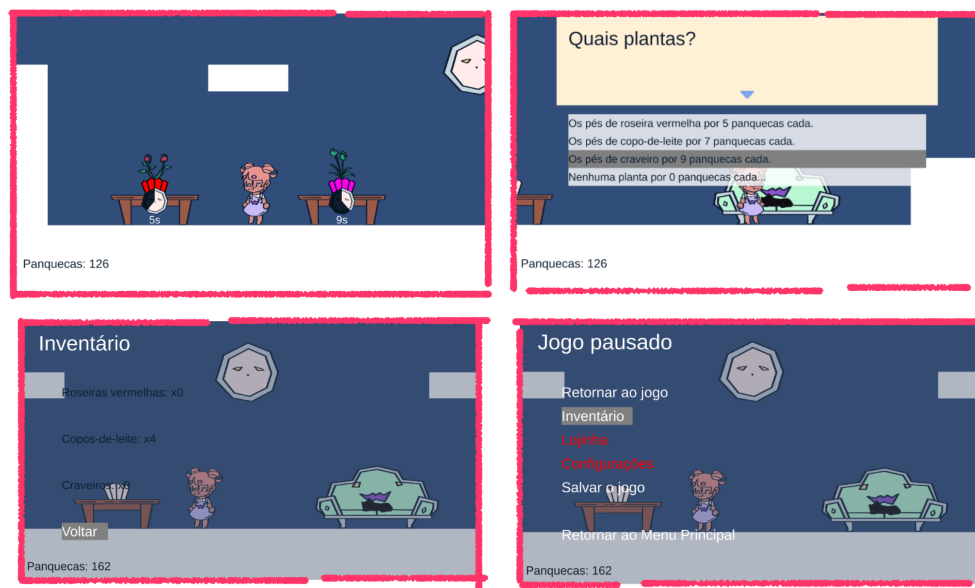 5s
9s
Panquecas: 126
Quais plantas?
Os pés de roseira vermelha por 5 panquecas cada.
Os pés de copo-de-leite por 7 panquecas cada.
Os pés de craveiro por 9 panquecas cada.
Nenhuma planta por 0 panquecas cada...
Panquecas: 126
Inventário
Roseiras vermelhas: x0
Copos-de-leite: x4
Craveiros: x0
Voltar
Panquecas: 162
Jogo pausado
Retornar ao jogo
Inventário
Lojinha
Configurações
Salvar o jogo
Retornar ao Menu Principal
Panquecas: 162